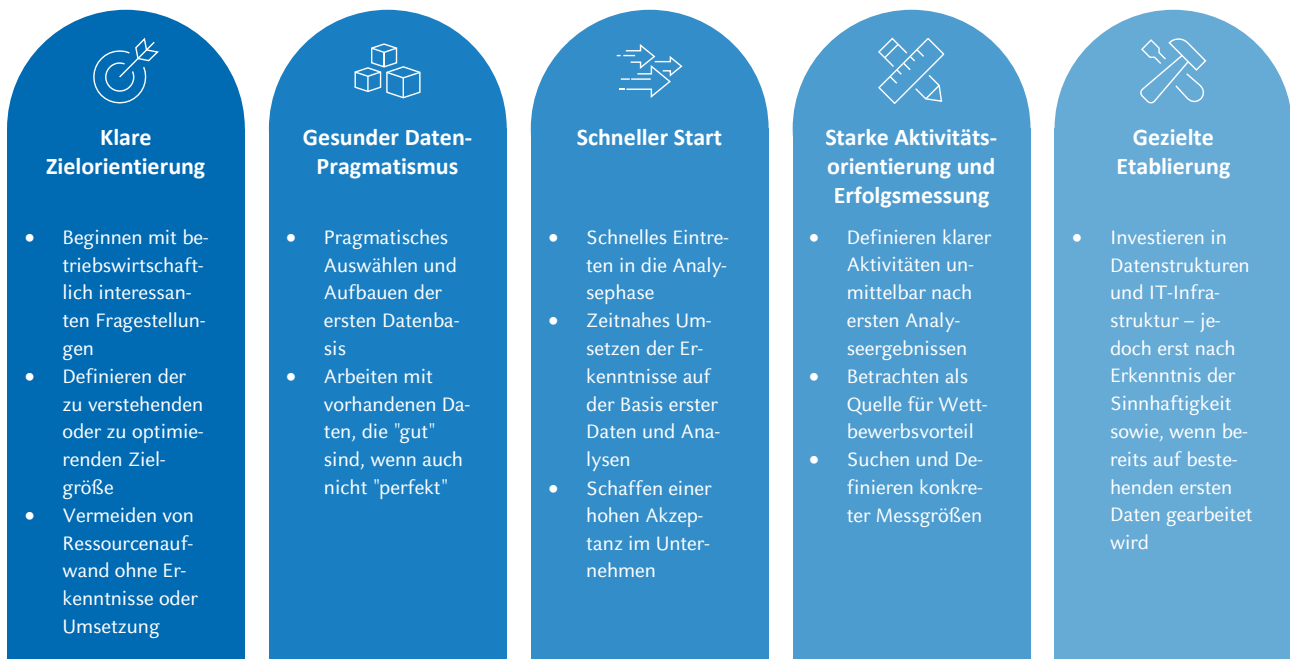 Klare
Zielorientierung
• Beginnen mit be-
triebswirtschaft-
lich interessan-
ten Fragestellun-
gen
• Definieren der
zu verstehenden
oder zu optimie-
renden Ziel-
größe
• Vermeiden von
Ressourcenauf-
wand ohne Er-
kenntnisse oder
Umsetzung
Gesunder Daten-
Pragmatismus
• Pragmatisches
Auswählen und
Aufbauen der
ersten Datenba-
sis
• Arbeiten mit
vorhandenen Da-
ten, die "gut"
sind, wenn auch
nicht "perfekt"
Schneller Start
• Schnelles Eintre-
ten in die Analy-
sephase
• Zeitnahes Um-
setzen der Er-
kenntnisse auf
der Basis erster
Daten und Ana-
lysen
• Schaffen einer
hohen Akzep-
tanz im Unter-
nehmen
Starke Aktivitäts-
orientierung und
Erfolgsmessung
• Definieren klarer
Aktivitäten un-
mittelbar nach
ersten Analy-
seergebnissen
• Betrachten als
Quelle für Wett-
bewerbsvorteil
• Suchen und De-
finieren konkre-
ter Messgrößen
Gezielte
Etablierung
• Investieren in
Datenstrukturen
und IT-Infra-
struktur – je-
doch erst nach
Erkenntnis der
Sinnhaftigkeit
sowie, wenn be-
reits auf beste-
henden ersten
Daten gearbeitet
wird